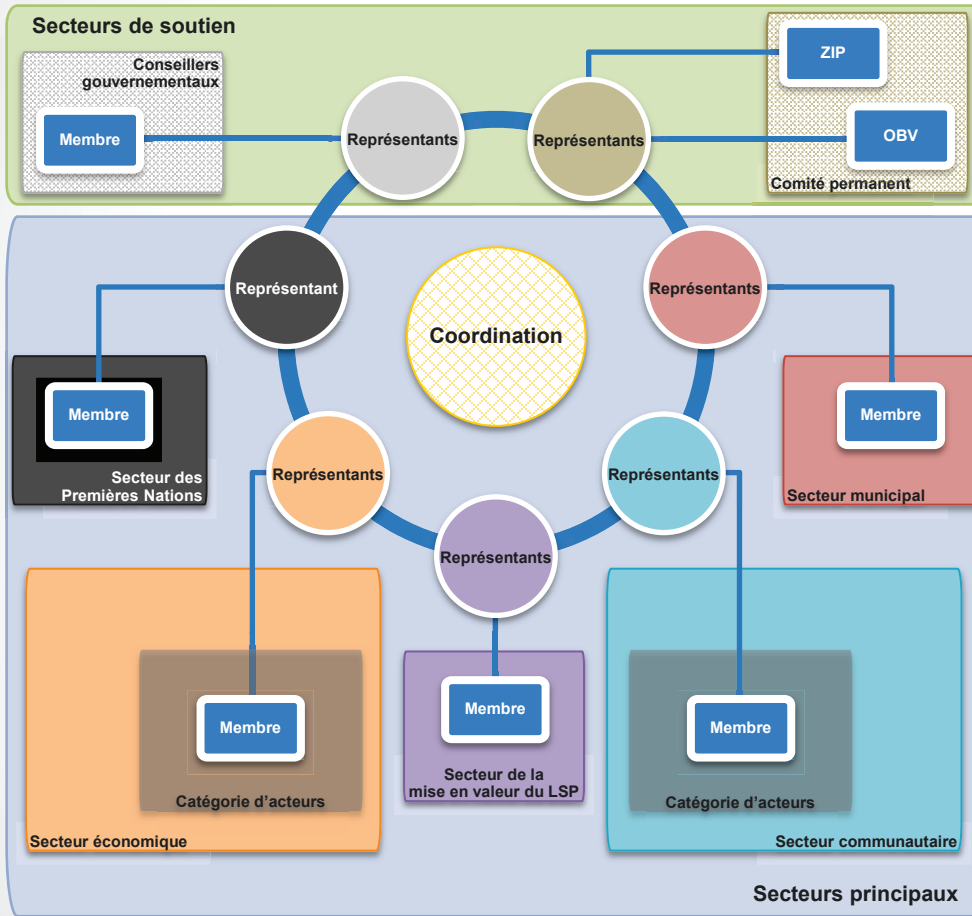 Secteurs de soutien
Conseillers
gouvernementaux
Membre
Représentants
Représentants
ZIP
OBV
Comité permanent
Représentant
Coordination
Représentants
Membre
Secteur des
Premières Nations
Membre
Secteur municipal
Représentants
Représentants
Représentants
Membre
Catégorie d'acteurs
Secteur économique
Membre
Secteur de la
mise en valeur du LSP
Membre
Catégorie d'acteurs
Secteur communautaire
Secteurs principaux